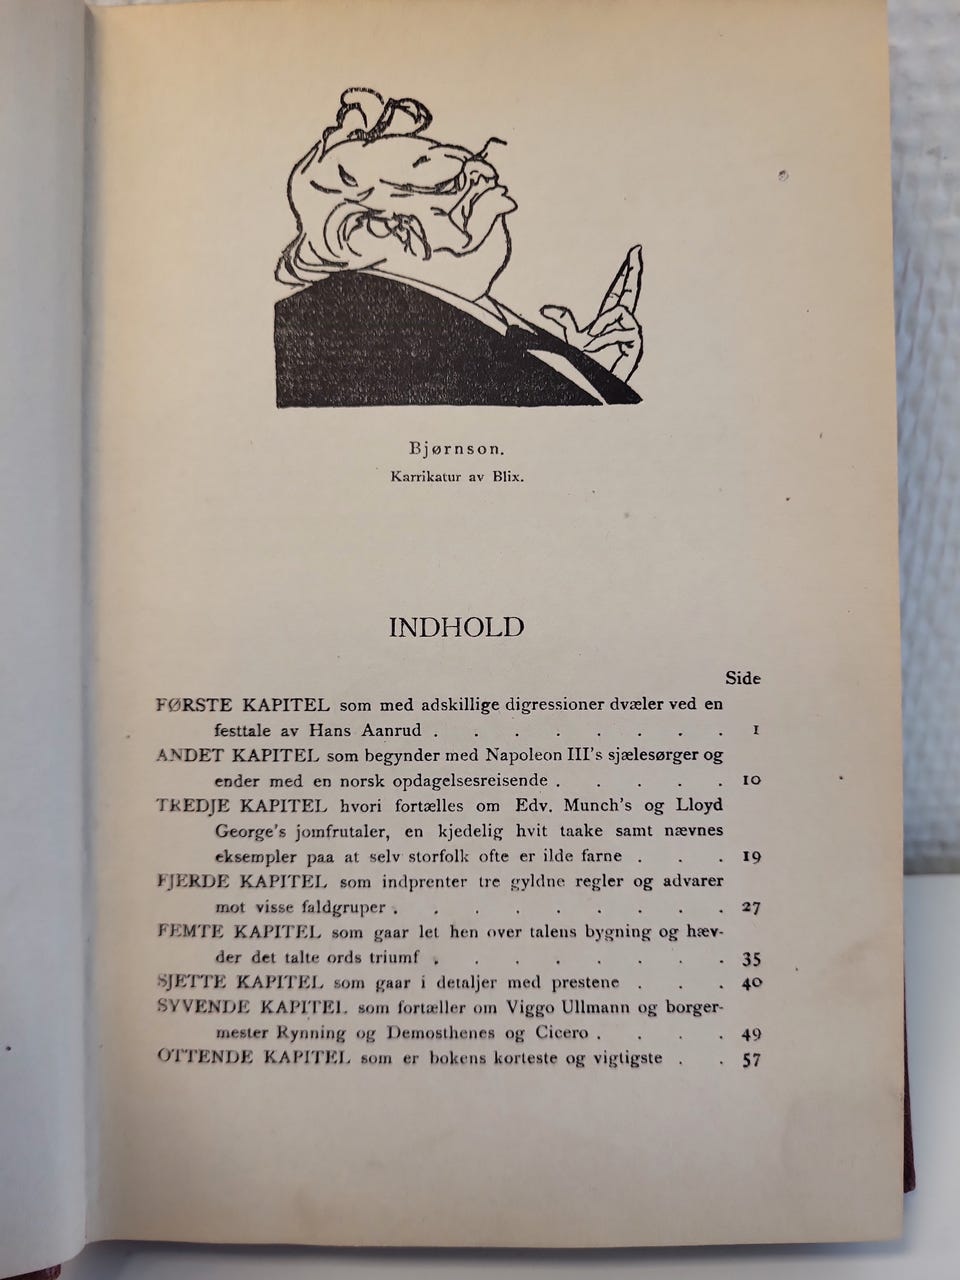 Bjørnson.
Karrikatur av Blix.
INDHOLD
Side
FØRSTE KAPITEL som med adskillige digressioner dvæler ved en
festtale av Hans Aanrud . . . . . . . . 1
ANDET KAPITEL som begynder med Napoleon III's sjælesørger og
ender med en norsk opdagelsesreisende . . . . . 10
TREDJE KAPITEL hvori fortælles om Edv. Munch's og Lloyd
George's jomfrutaler, en kjedelig hvit taake samt nævnes
eksempler paa at selv storfolk ofte er ilde farne . . . 19
FJERDE KAPITEL som indprenter tre gyldne regler og advarer
mot visse faldgruper . . . . . . . . . 27
FEMTE KAPITEL som gaar let hen over talens bygning og hæv-
der det talte ords triumf . . . . . . . . 35
SJETTE KAPITEL som gaar i detaljer med prestene . . . 40
SYVENDE KAPITEL som fortæller om Viggo Ullmann og borger-
mester Rynning og Demosthenes og Cicero . . . . 49
OTTENDE KAPITEL som er bokens korteste og vigtigste . . 57